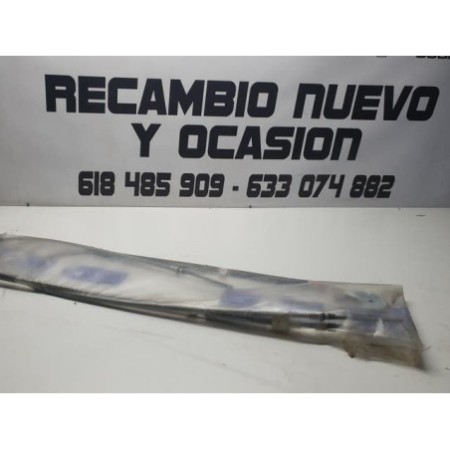 RECAMBIO NUEVO
Y OCASION
618 485 909 - 633 074 882